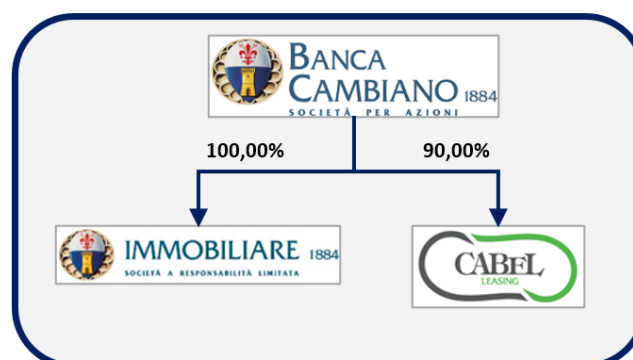 BANCA
CAMBIANO 1884
SOCIETÀ PER AZIONI
100,00%
90,00%
IMMOBILIARE 1884
SOCIETÀ A RESPONSABILITÀ LIMITATA
CABEL
LEASING